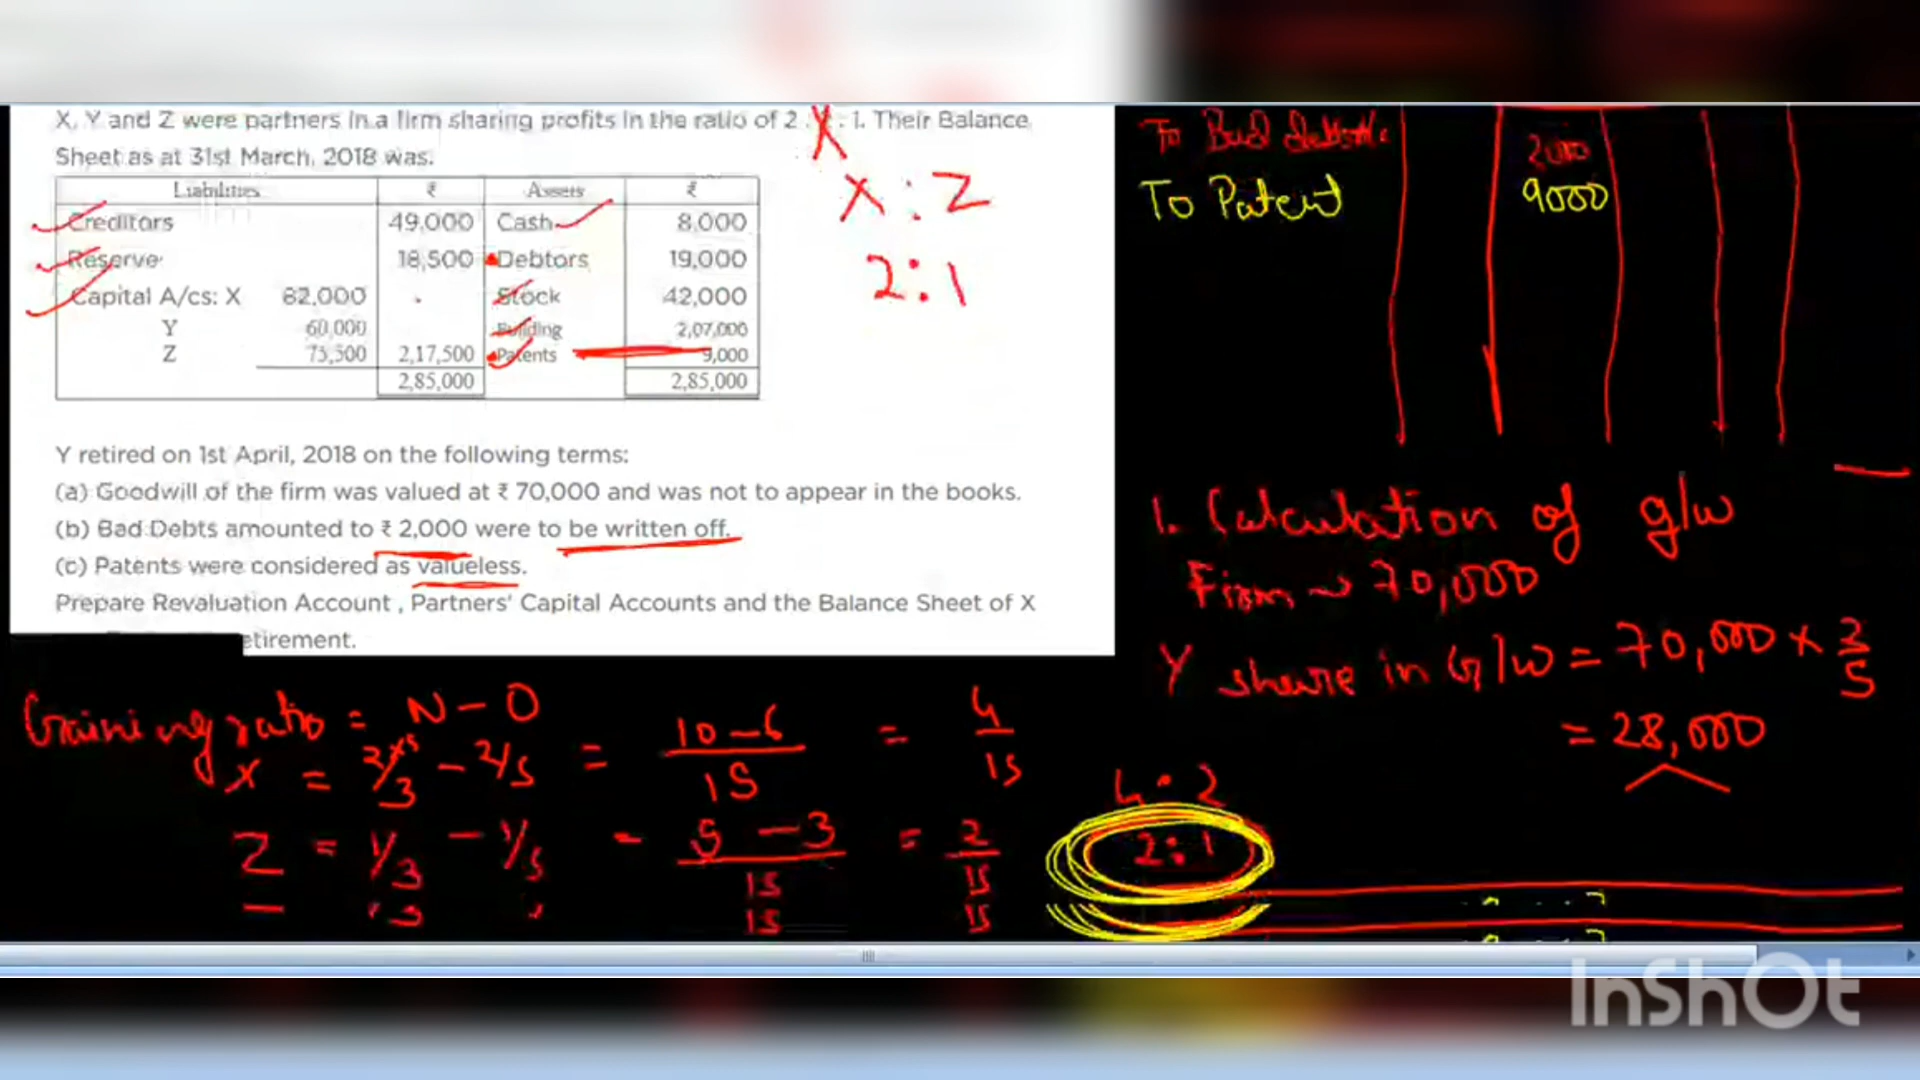 X, Y and Z were partners in a firm sharing profits in the ratio of 2 : : 1. Their Balance
Sheet as at 31st March, 2018 was:
Liabilities ₹ Assets ₹
Creditors 49,000 Cash 8,000
Reserve 18,500 Debtors 19,000
Capital A/cs: X 82,000 Stock 42,000
Y 60,000 Building 2,07,000
Z 75,500 2,17,500 Patents 9,000
2,85,000 2,85,000
X : Z
2 : 1
Y retired on 1st April, 2018 on the following terms:
(a) Goodwill of the firm was valued at ₹ 70,000 and was not to appear in the books.
(b) Bad Debts amounted to ₹ 2,000 were to be written off.
(c) Patents were considered as valueless.
Prepare Revaluation Account , Partners' Capital Accounts and the Balance Sheet of X
etirement.
To Bad debts 2000
To Patent 9000
1. Calculation of g/w
Firm → 70,000
Y share in G/W = 70,000 × 2/5
= 28,000
Gaining ratio = N - O
X = 2/3 - 2/5 = 10-6/15 = 4/15
Z = 1/3 - 1/5 = 5-3/15 = 2/15
4 : 2
2 : 1
InShOt